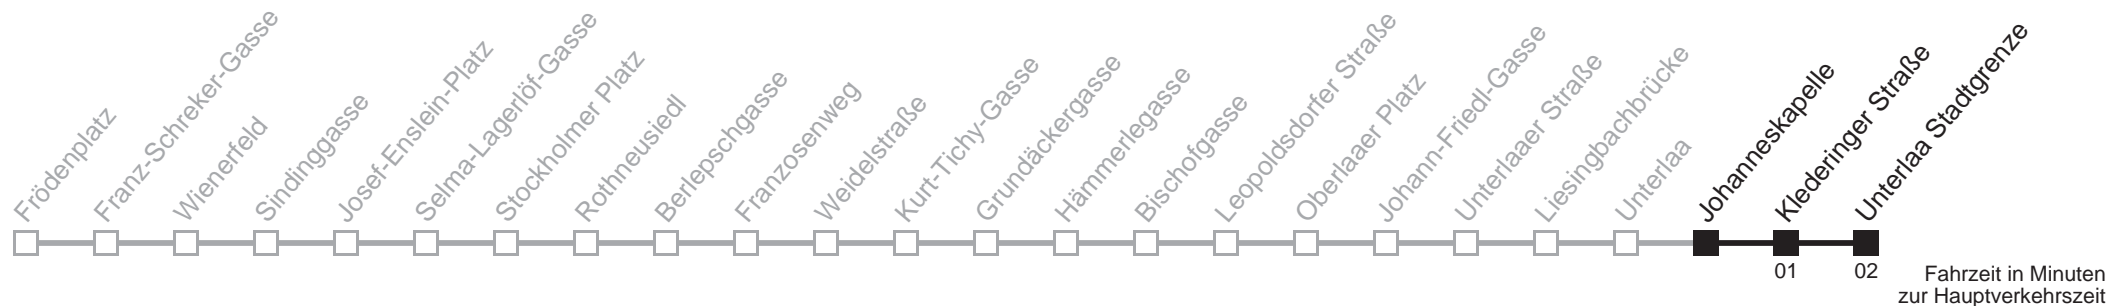 Frödenplatz
Franz-Schreker-Gasse
Wienerfeld
Sindinggasse
Josef-Enslein-Platz
Selma-Lagerlöf-Gasse
Stockholmer Platz
Rothneusiedl
Berlepschgasse
Franzosenweg
Weidelstraße
Kurt-Tichy-Gasse
Grundäckergasse
Hämmerlegasse
Bischofgasse
Leopoldsdorfer Straße
Oberlaaer Platz
Johann-Friedl-Gasse
Unterlaaer Straße
Liesingbachbrücke
Unterlaa
Johanneskapelle
Klederinger Straße
Unterlaa Stadtgrenze
01
02
Fahrzeit in Minuten
zur Hauptverkehrszeit